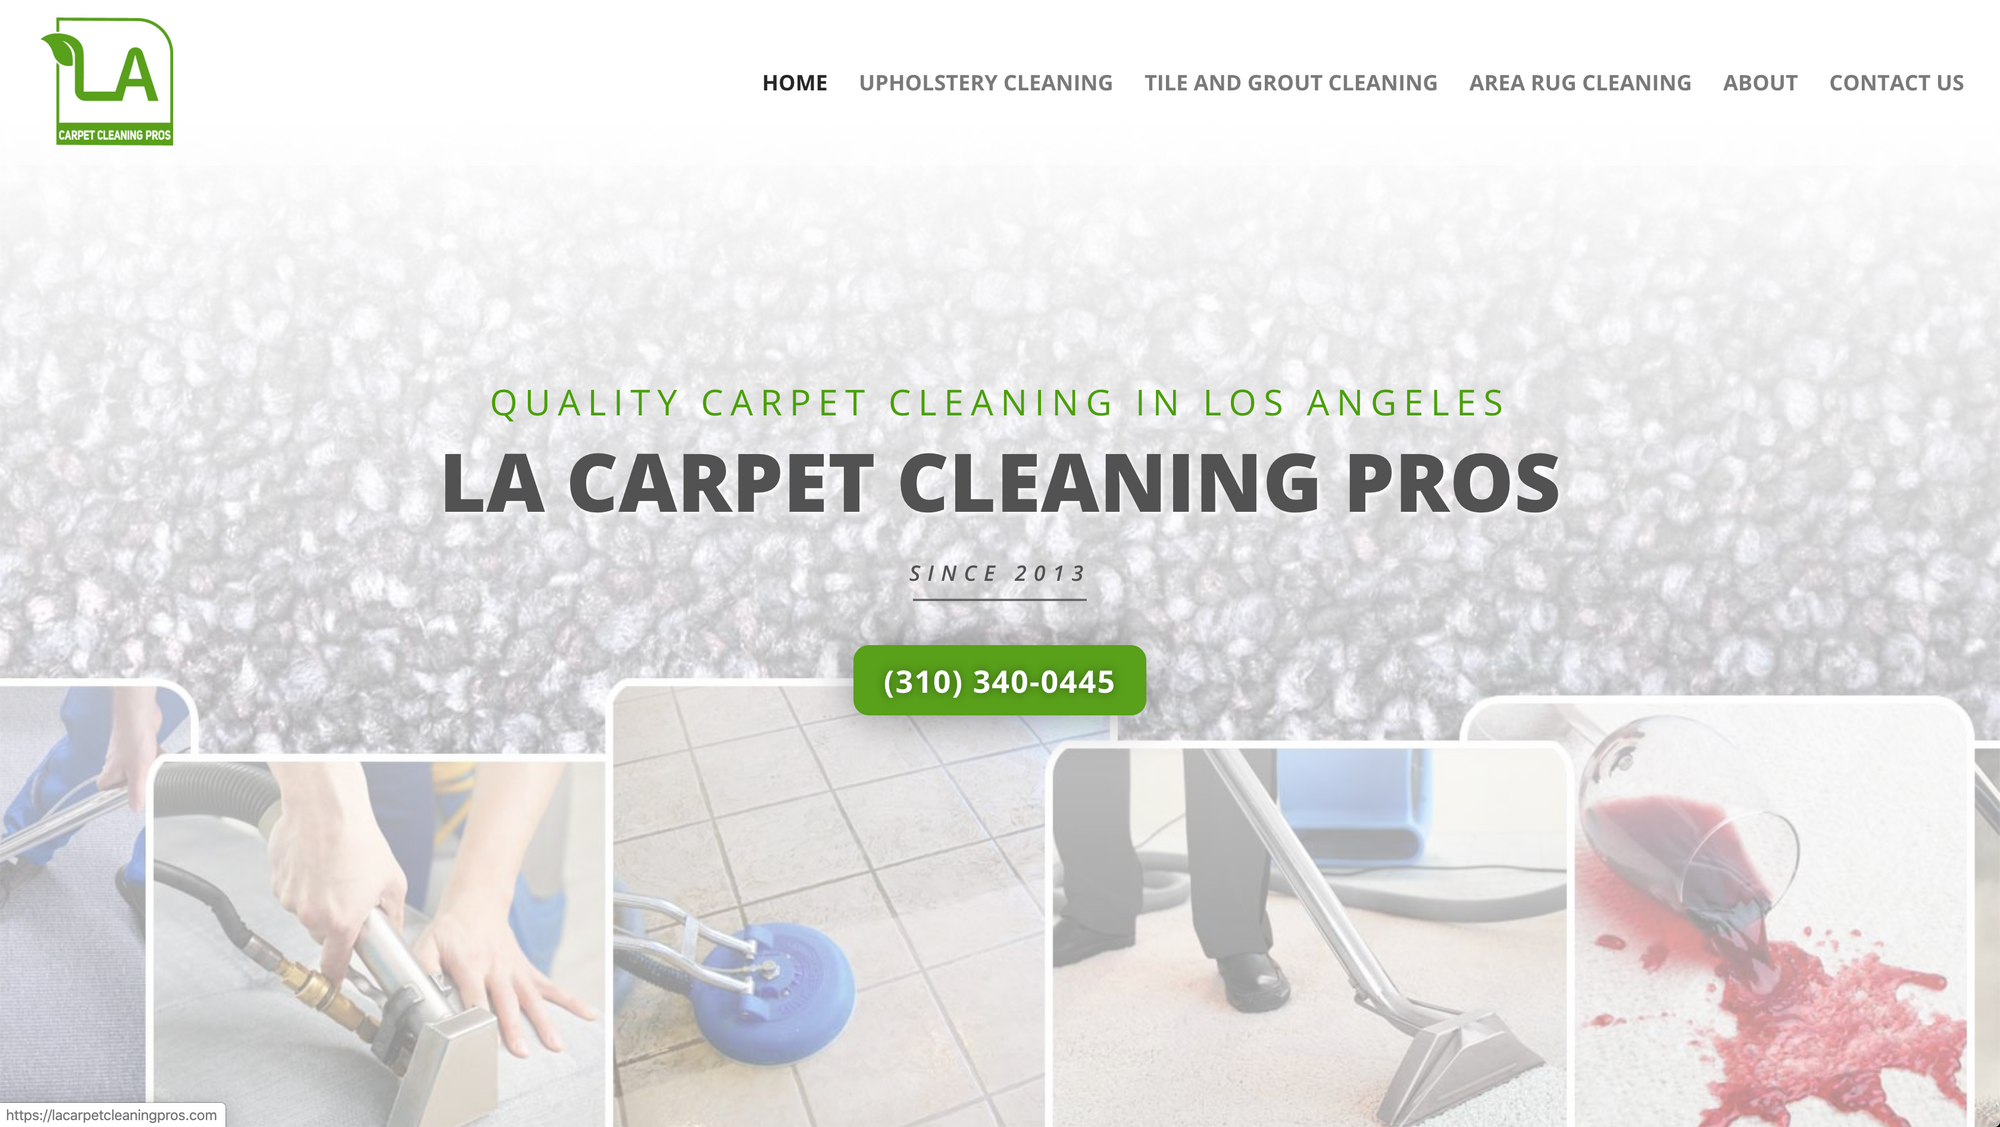 LA
CARPET CLEANING PROS
HOME UPHOLSTERY CLEANING TILE AND GROUT CLEANING AREA RUG CLEANING ABOUT CONTACT US
QUALITY CARPET CLEANING IN LOS ANGELES
LA CARPET CLEANING PROS
SINCE 2013
(310) 340-0445
https://lacarpetcleaningpros.com